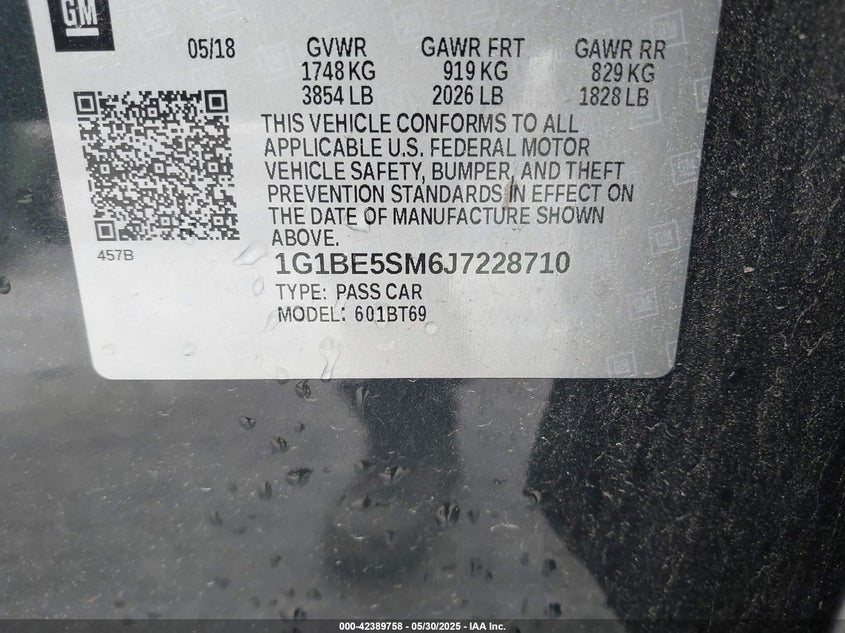 GM
05/18 GVWR GAWR FRT GAWR RR
1748 KG 919 KG 829 KG
3854 LB 2026 LB 1828 LB
THIS VEHICLE CONFORMS TO ALL
APPLICABLE U.S. FEDERAL MOTOR
VEHICLE SAFETY, BUMPER, AND THEFT
PREVENTION STANDARDS IN EFFECT ON
THE DATE OF MANUFACTURE SHOWN
ABOVE.
457B
1G1BE5SM6J7228710
TYPE: PASS CAR
MODEL: 601BT69
000-42389758 - 05/30/2025 - IAA Inc.